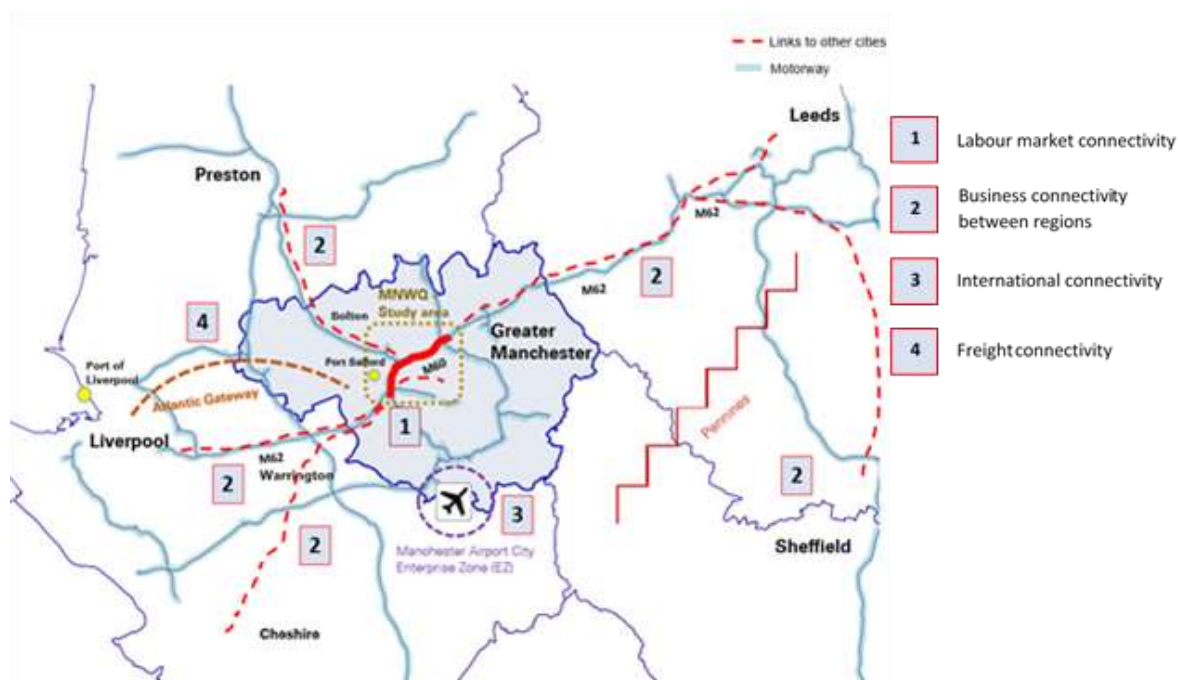 Links to other cities
Motorway
Leeds
1
Labour market connectivity
Preston
M62
2
Business connectivity
between regions
2
2
M62
3
International connectivity
MNWQ
Study area
4
Bolton
Greater
Manchester
4
Freight connectivity
Port of
Liverpool
Port Salford
M60
Atlantic Gateway
Pennines
1
Liverpool
M62
Warrington
2
2
3
Sheffield
2
Manchester Airport City
Enterprise Zone (EZ)
Cheshire